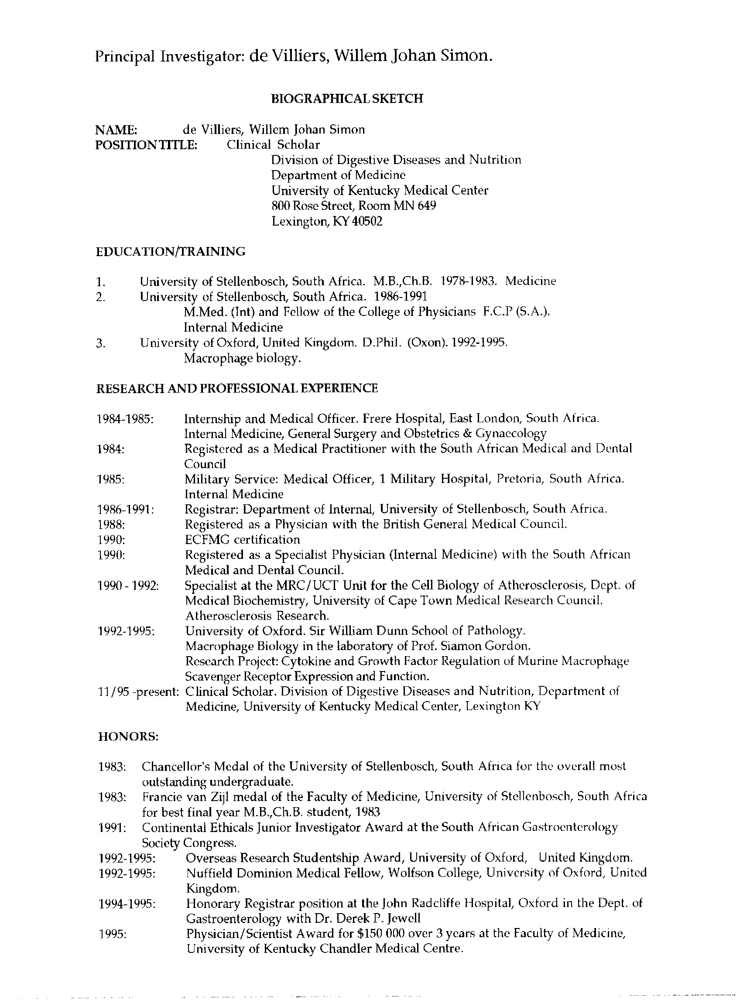 Principal Investigator: de Villiers, Willem Johan Simon.
BIOGRAPHICAL SKETCH
NAME: de Villiers, Willem Johan Simon
POSITION TITLE: Clinical Scholar
Division of Digestive Diseases and Nutrition
Department of Medicine
University of Kentucky Medical Center
800 Rose Street, Room MN 649
Lexington, KY 40502
EDUCATION/TRAINING
1. University of Stellenbosch, South Africa. M.B.,Ch.B. 1978-1983. Medicine
2. University of Stellenbosch, South Africa. 1986-1991
M.Med. (Int) and Fellow of the College of Physicians F.C.P (S.A.).
Internal Medicine
3. University of Oxford, United Kingdom. D.Phil. (Oxon). 1992-1995.
Macrophage biology.
RESEARCH AND PROFESSIONAL EXPERIENCE
1984-1985: Internship and Medical Officer. Frere Hospital, East London, South Africa.
Internal Medicine, General Surgery and Obstetrics & Gynaecology
1984: Registered as a Medical Practitioner with the South African Medical and Dental
Council
1985: Military Service: Medical Officer, 1 Military Hospital, Pretoria, South Africa.
Internal Medicine
1986-1991: Registrar: Department of Internal, University of Stellenbosch, South Africa.
1988: Registered as a Physician with the British General Medical Council.
1990: ECFMG certification
1990: Registered as a Specialist Physician (Internal Medicine) with the South African
Medical and Dental Council.
1990 - 1992: Specialist at the MRC/UCT Unit for the Cell Biology of Atherosclerosis, Dept. of
Medical Biochemistry, University of Cape Town Medical Research Council.
Atherosclerosis Research.
1992-1995: University of Oxford. Sir William Dunn School of Pathology.
Macrophage Biology in the laboratory of Prof. Siamon Gordon.
Research Project: Cytokine and Growth Factor Regulation of Murine Macrophage
Scavenger Receptor Expression and Function.
11/95 -present: Clinical Scholar. Division of Digestive Diseases and Nutrition, Department of
Medicine, University of Kentucky Medical Center, Lexington KY
HONORS:
1983: Chancellor's Medal of the University of Stellenbosch, South Africa for the overall most
outstanding undergraduate.
1983: Francie van Zijl medal of the Faculty of Medicine, University of Stellenbosch, South Africa
for best final year M.B.,Ch.B. student, 1983
1991: Continental Ethicals Junior Investigator Award at the South African Gastroenterology
Society Congress.
1992-1995: Overseas Research Studentship Award, University of Oxford, United Kingdom.
1992-1995: Nuffield Dominion Medical Fellow, Wolfson College, University of Oxford, United
Kingdom.
1994-1995: Honorary Registrar position at the John Radcliffe Hospital, Oxford in the Dept. of
Gastroenterology with Dr. Derek P. Jewell
1995: Physician/Scientist Award for $150 000 over 3 years at the Faculty of Medicine,
University of Kentucky Chandler Medical Centre.